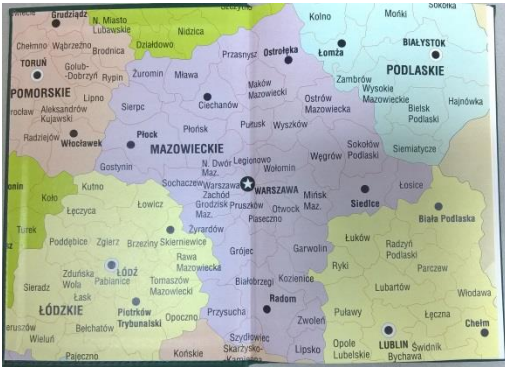 Grudziądz
N. Miasto
Lubawskie
Nidzica
Kolno
Mońki
Sokółka
Chełmno
Wąbrzeźno
Brodnica
Działdowo
Przasnysz
Ostrołęka
Łomża
BIAŁYSTOK
TORUŃ
Golub-
-Dobrzyń
Rypin
Żuromin
Mława
Zambrów
PODLASKIE
POMORSKIE
Lipno
Sierpc
Ciechanów
Maków
Mazowiecki
Ostrów
Mazowiecka
Wysokie
Mazowieckie
Hajnówka
Bielsk
Podlaski
Aleksandrów
Kujawski
Radziejów
Włocławek
Płock
Płońsk
Pułtusk
Wyszków
MAZOWIECKIE
Sokołów
Podlaski
Siemiatycze
Węgrów
Gostynin
N. Dwór
Maz.
Legionowo
Wołomin
Kutno
Koło
Sochaczew
Warszawa
Zachód
WARSZAWA
Mińsk
Maz.
Siedlce
Łosice
Łęczyca
Łowicz
Grodzisk
Maz.
Pruszków
Otwock
Piaseczno
Biała Podlaska
Turek
Poddębice
Zgierz
Brzeziny
Skierniewice
Żyrardów
Grójec
Garwolin
Łuków
Radzyń
Podlaski
Rawa
Mazowiecka
ŁÓDŹ
Zduńska
Wola
Pabianice
Sieradz
Łask
Tomaszów
Mazowiecki
Białobrzegi
Kozienice
Ryki
Parczew
Lubartów
Włodawa
ŁÓDZKIE
Piotrków
Trybunalski
Opoczno
Przysucha
Radom
Zwoleń
Puławy
Łęczna
Chełm
Bełchatów
Wieluń
Pajęczno
Końskie
Szydłowiec
Skarżysko-
Lipsko
Opole
Lubelskie
LUBLIN
Świdnik
Bychawa